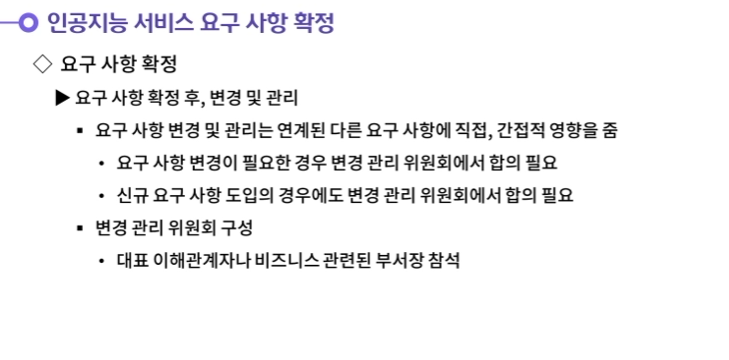 인공지능 서비스 요구 사항 확정
◇ 요구 사항 확정
▶ 요구 사항 확정 후, 변경 및 관리
▪ 요구 사항 변경 및 관리는 연계된 다른 요구 사항에 직접, 간접적 영향을 줌
• 요구 사항 변경이 필요한 경우 변경 관리 위원회에서 합의 필요
• 신규 요구 사항 도입의 경우에도 변경 관리 위원회에서 합의 필요
▪ 변경 관리 위원회 구성
• 대표 이해관계자나 비즈니스 관련된 부서장 참석